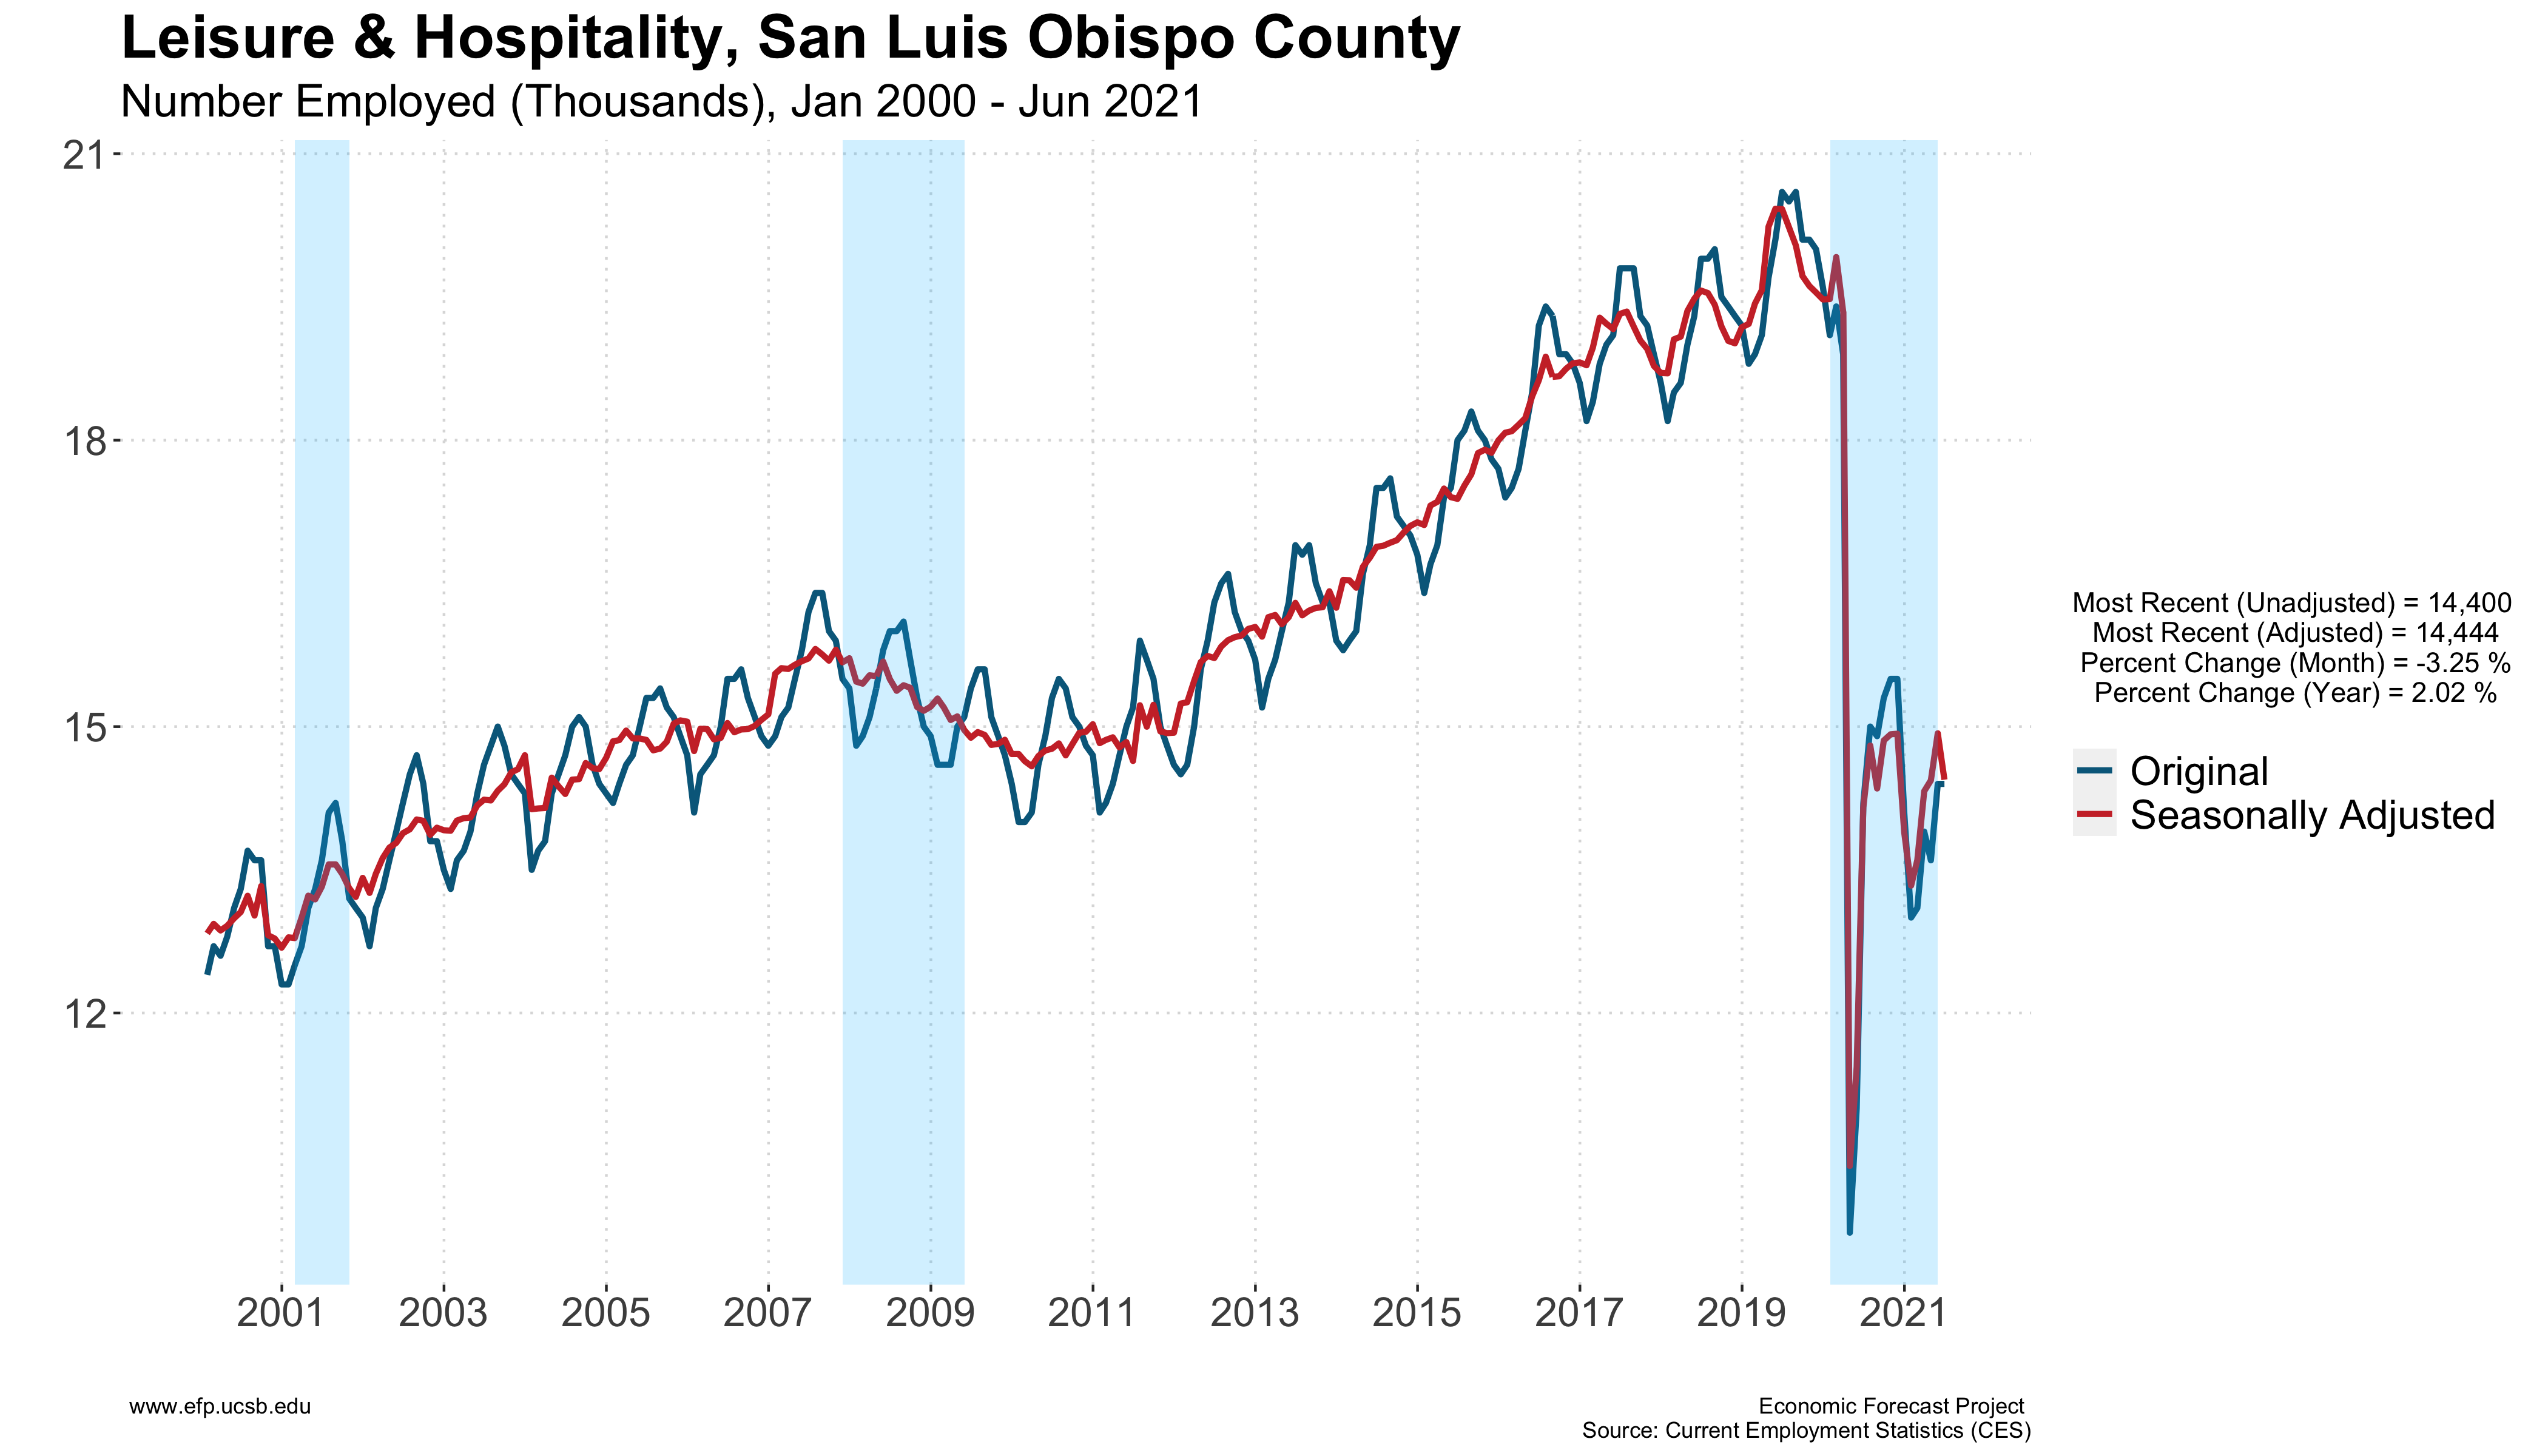 Leisure & Hospitality, San Luis Obispo County
Number Employed (Thousands), Jan 2000 - Jun 2021
21
18
15
12
2001 2003 2005 2007 2009 2011 2013 2015 2017 2019 2021
Most Recent (Unadjusted) = 14,400
Most Recent (Adjusted) = 14,444
Percent Change (Month) = -3.25 %
Percent Change (Year) = 2.02 %
Original
Seasonally Adjusted
www.efp.ucsb.edu
Economic Forecast Project
Source: Current Employment Statistics (CES)